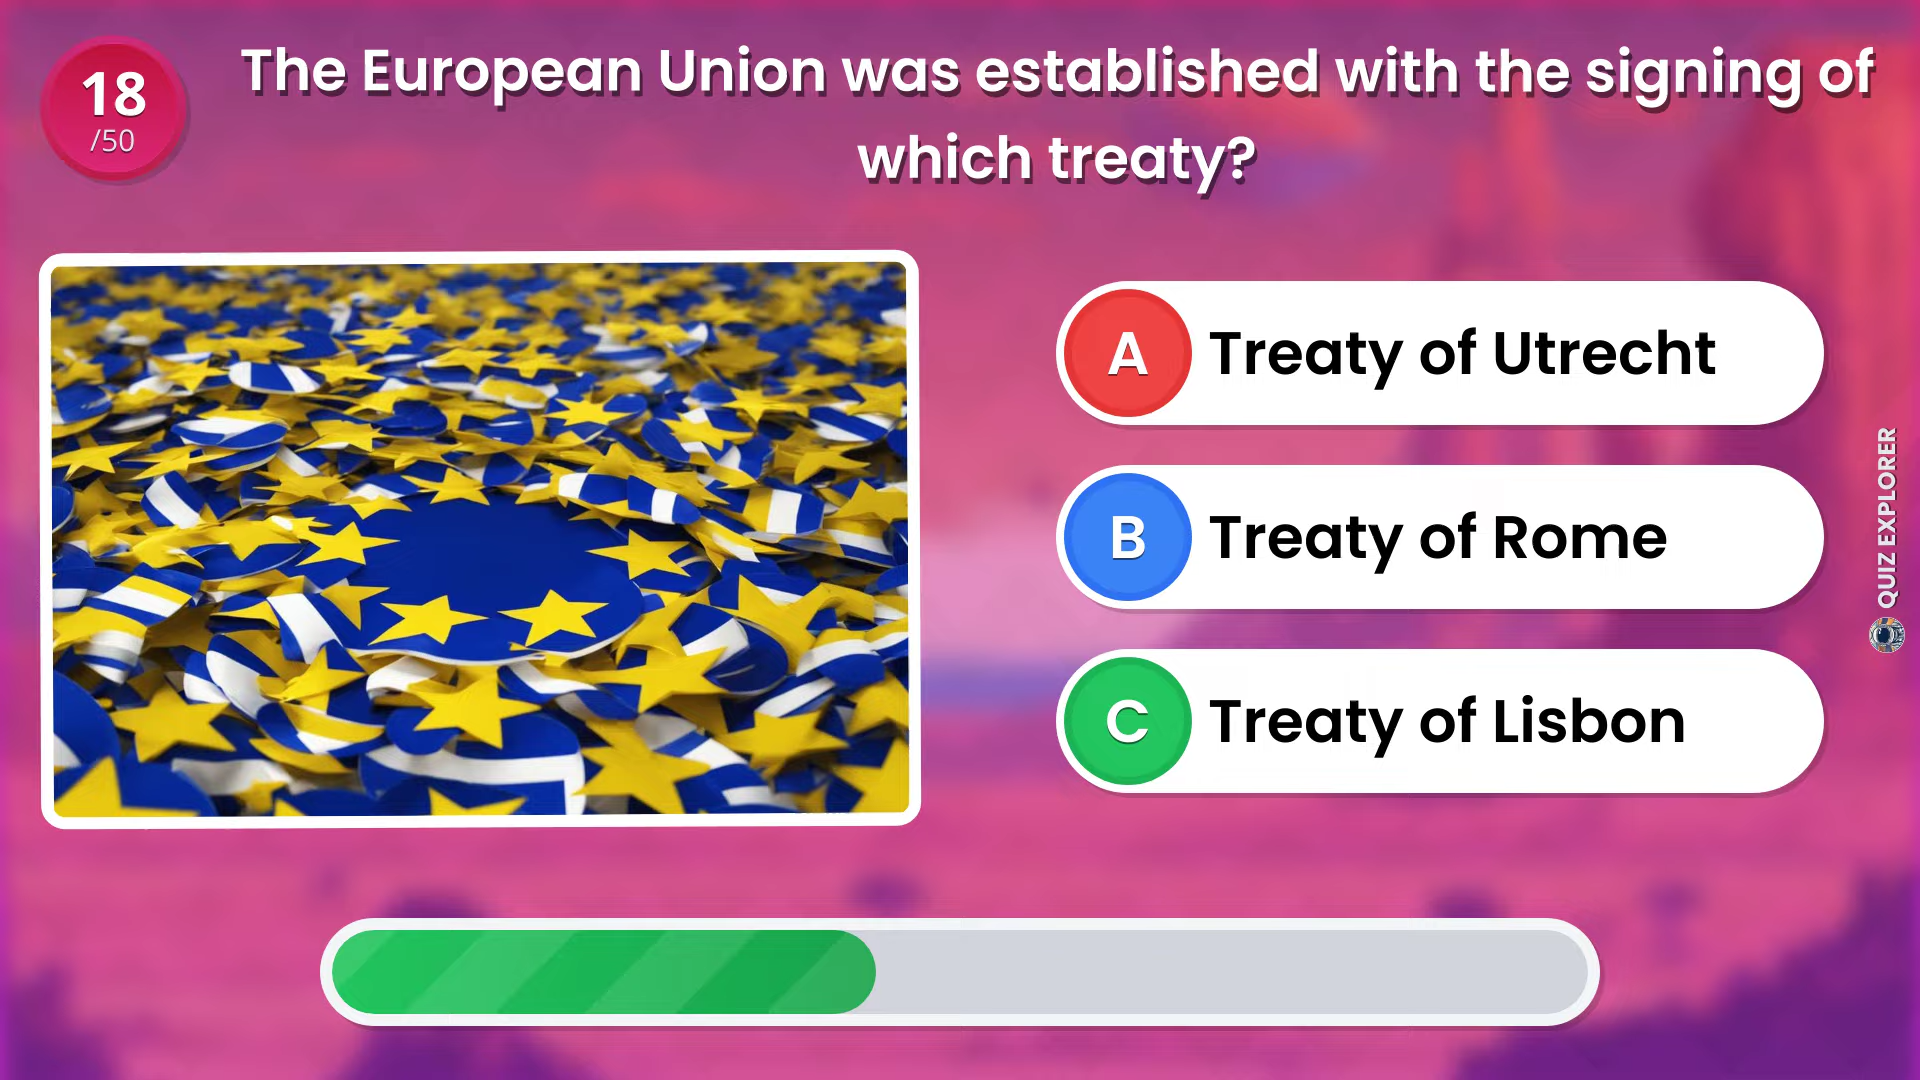 18
/50
The European Union was established with the signing of
which treaty?
A Treaty of Utrecht
B Treaty of Rome
C Treaty of Lisbon
QUIZ EXPLORER